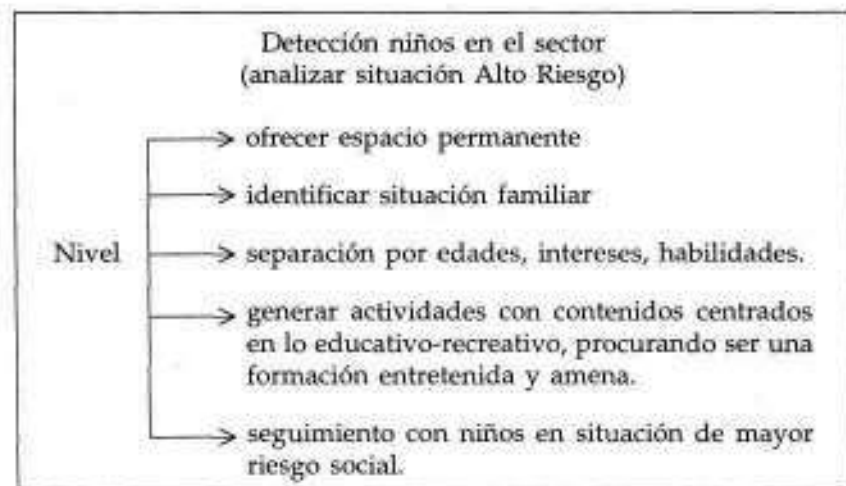 Detección niños en el sector
(analizar situación Alto Riesgo)
ofrecer espacio permanente
identificar situación familiar
Nivel
separación por edades, intereses, habilidades.
generar actividades con contenidos centrados
en lo educativo-recreativo, procurando ser una
formación entretenida y amena.
seguimiento con niños en situación de mayor
riesgo social.